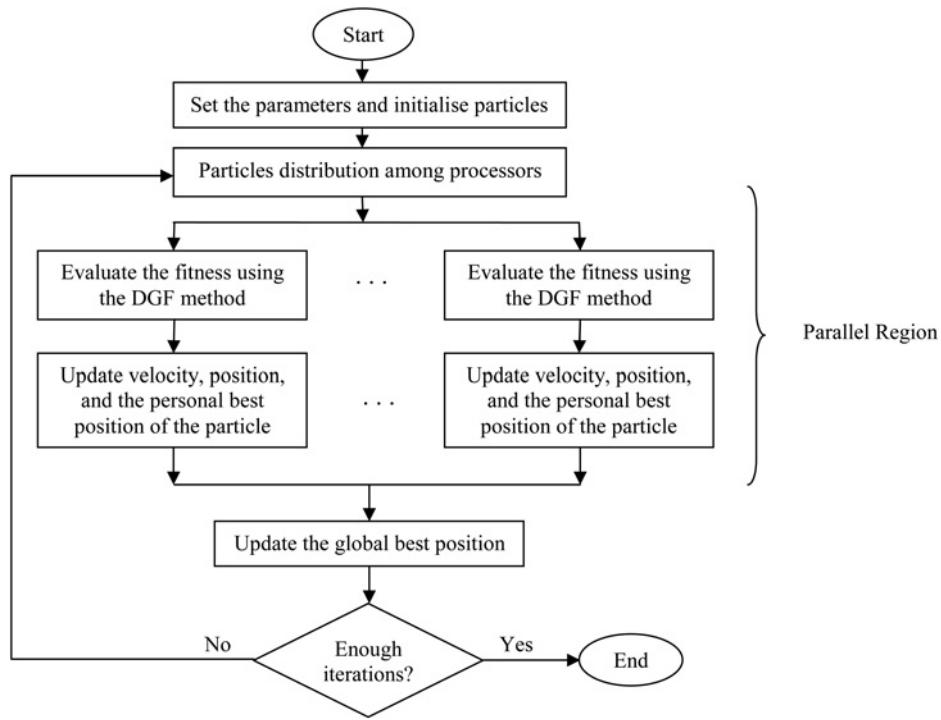 Start
Set the parameters and initialise particles
Particles distribution among processors
Evaluate the fitness using
the DGF method
. . .
Evaluate the fitness using
the DGF method
Parallel Region
Update velocity, position,
and the personal best
position of the particle
. . .
Update velocity, position,
and the personal best
position of the particle
Update the global best position
No
Enough
iterations?
Yes
End